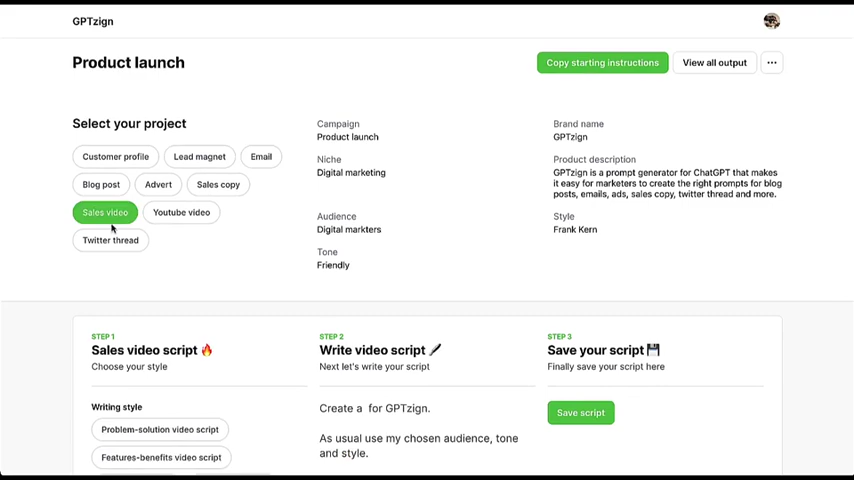 GPTzign
Product launch
Copy starting instructions
View all output
Select your project
Customer profile
Lead magnet
Email
Blog post
Advert
Sales copy
Sales video
Youtube video
Twitter thread
Campaign
Product launch
Niche
Digital marketing
Audience
Digital markters
Tone
Friendly
Brand name
GPTzign
Product description
GPTzign is a prompt generator for ChatGPT that makes
it easy for marketers to create the right prompts for blog
posts, emails, ads, sales copy, twitter thread and more.
Style
Frank Kern
STEP 1
Sales video script 🔥
Choose your style
Writing style
Problem-solution video script
Features-benefits video script
STEP 2
Write video script 🖌️
Next let's write your script
Create a for GPTzign.
As usual use my chosen audience, tone
and style.
STEP 3
Save your script 💾
Finally save your script here
Save script